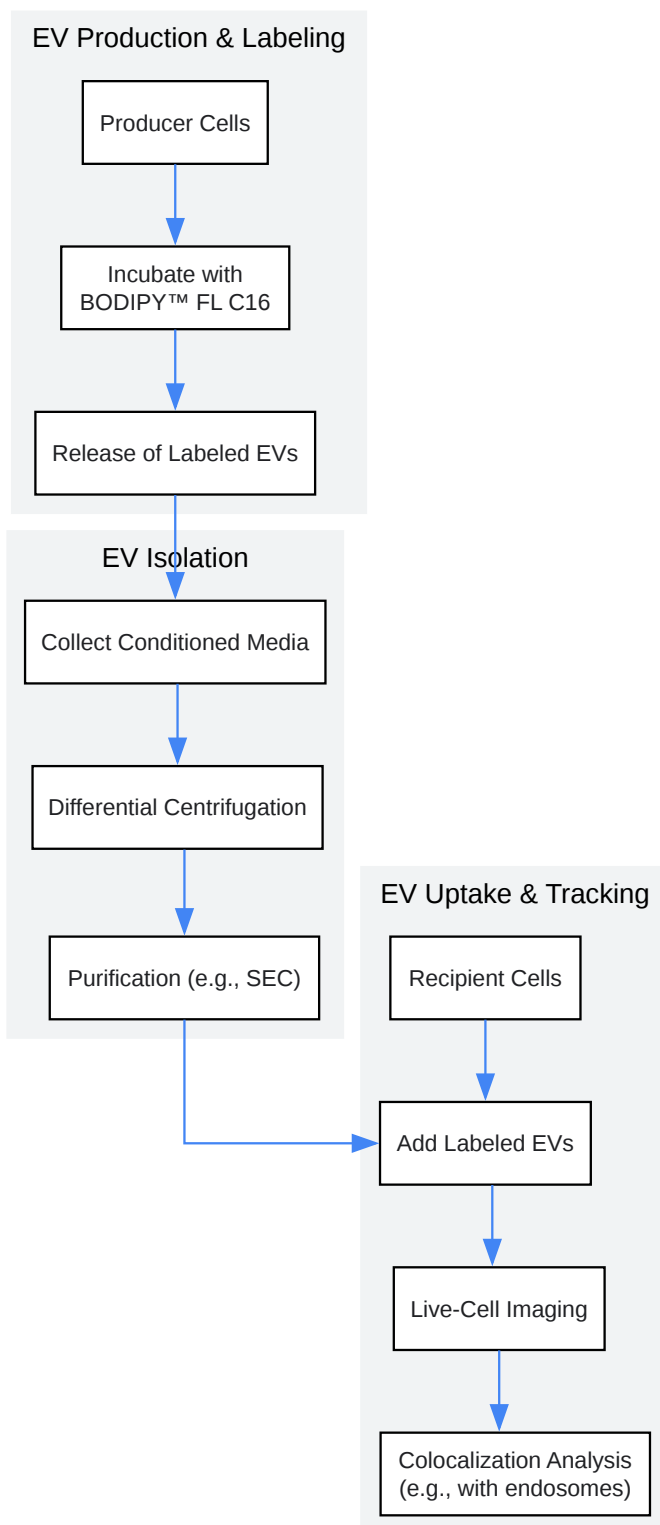 EV Production & Labeling
Producer Cells
Incubate with
BODIPY™ FL C16
Release of Labeled EVs
EV Isolation
Collect Conditioned Media
Differential Centrifugation
Purification (e.g., SEC)
EV Uptake & Tracking
Recipient Cells
Add Labeled EVs
Live-Cell Imaging
Colocalization Analysis
(e.g., with endosomes)